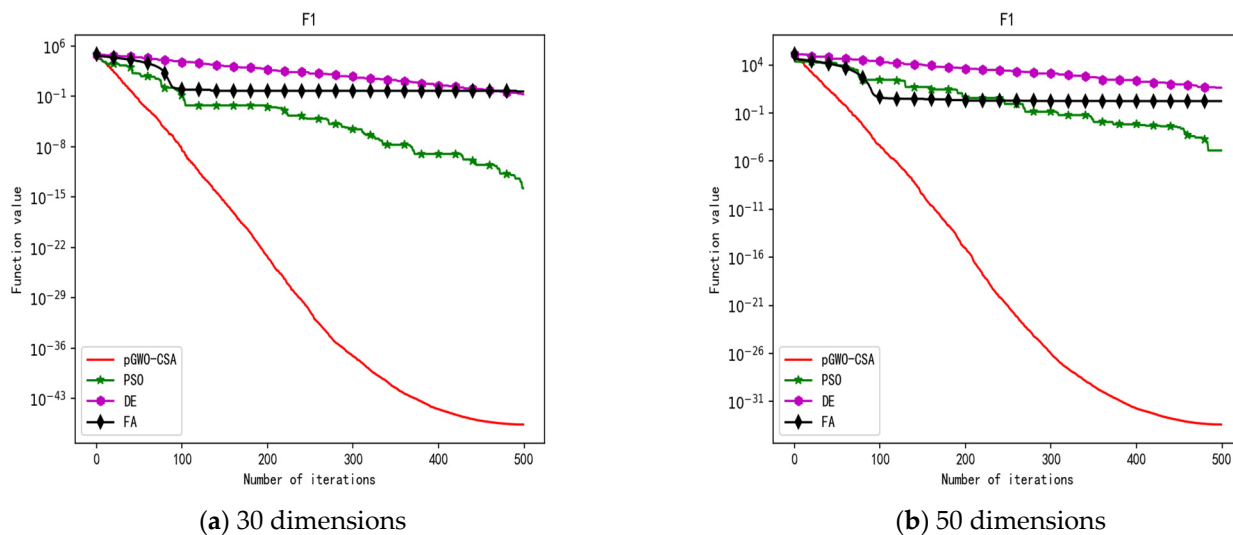 F1
10^6
10^-1
10^-8
10^-15
10^-22
10^-29
10^-36
10^-43
Function value
pGWO-CSA
PSO
DE
FA
0 100 200 300 400 500
Number of iterations
(a) 30 dimensions
F1
10^4
10^-1
10^-6
10^-11
10^-16
10^-21
10^-26
10^-31
Function value
pGWO-CSA
PSO
DE
FA
0 100 200 300 400 500
Number of iterations
(b) 50 dimensions